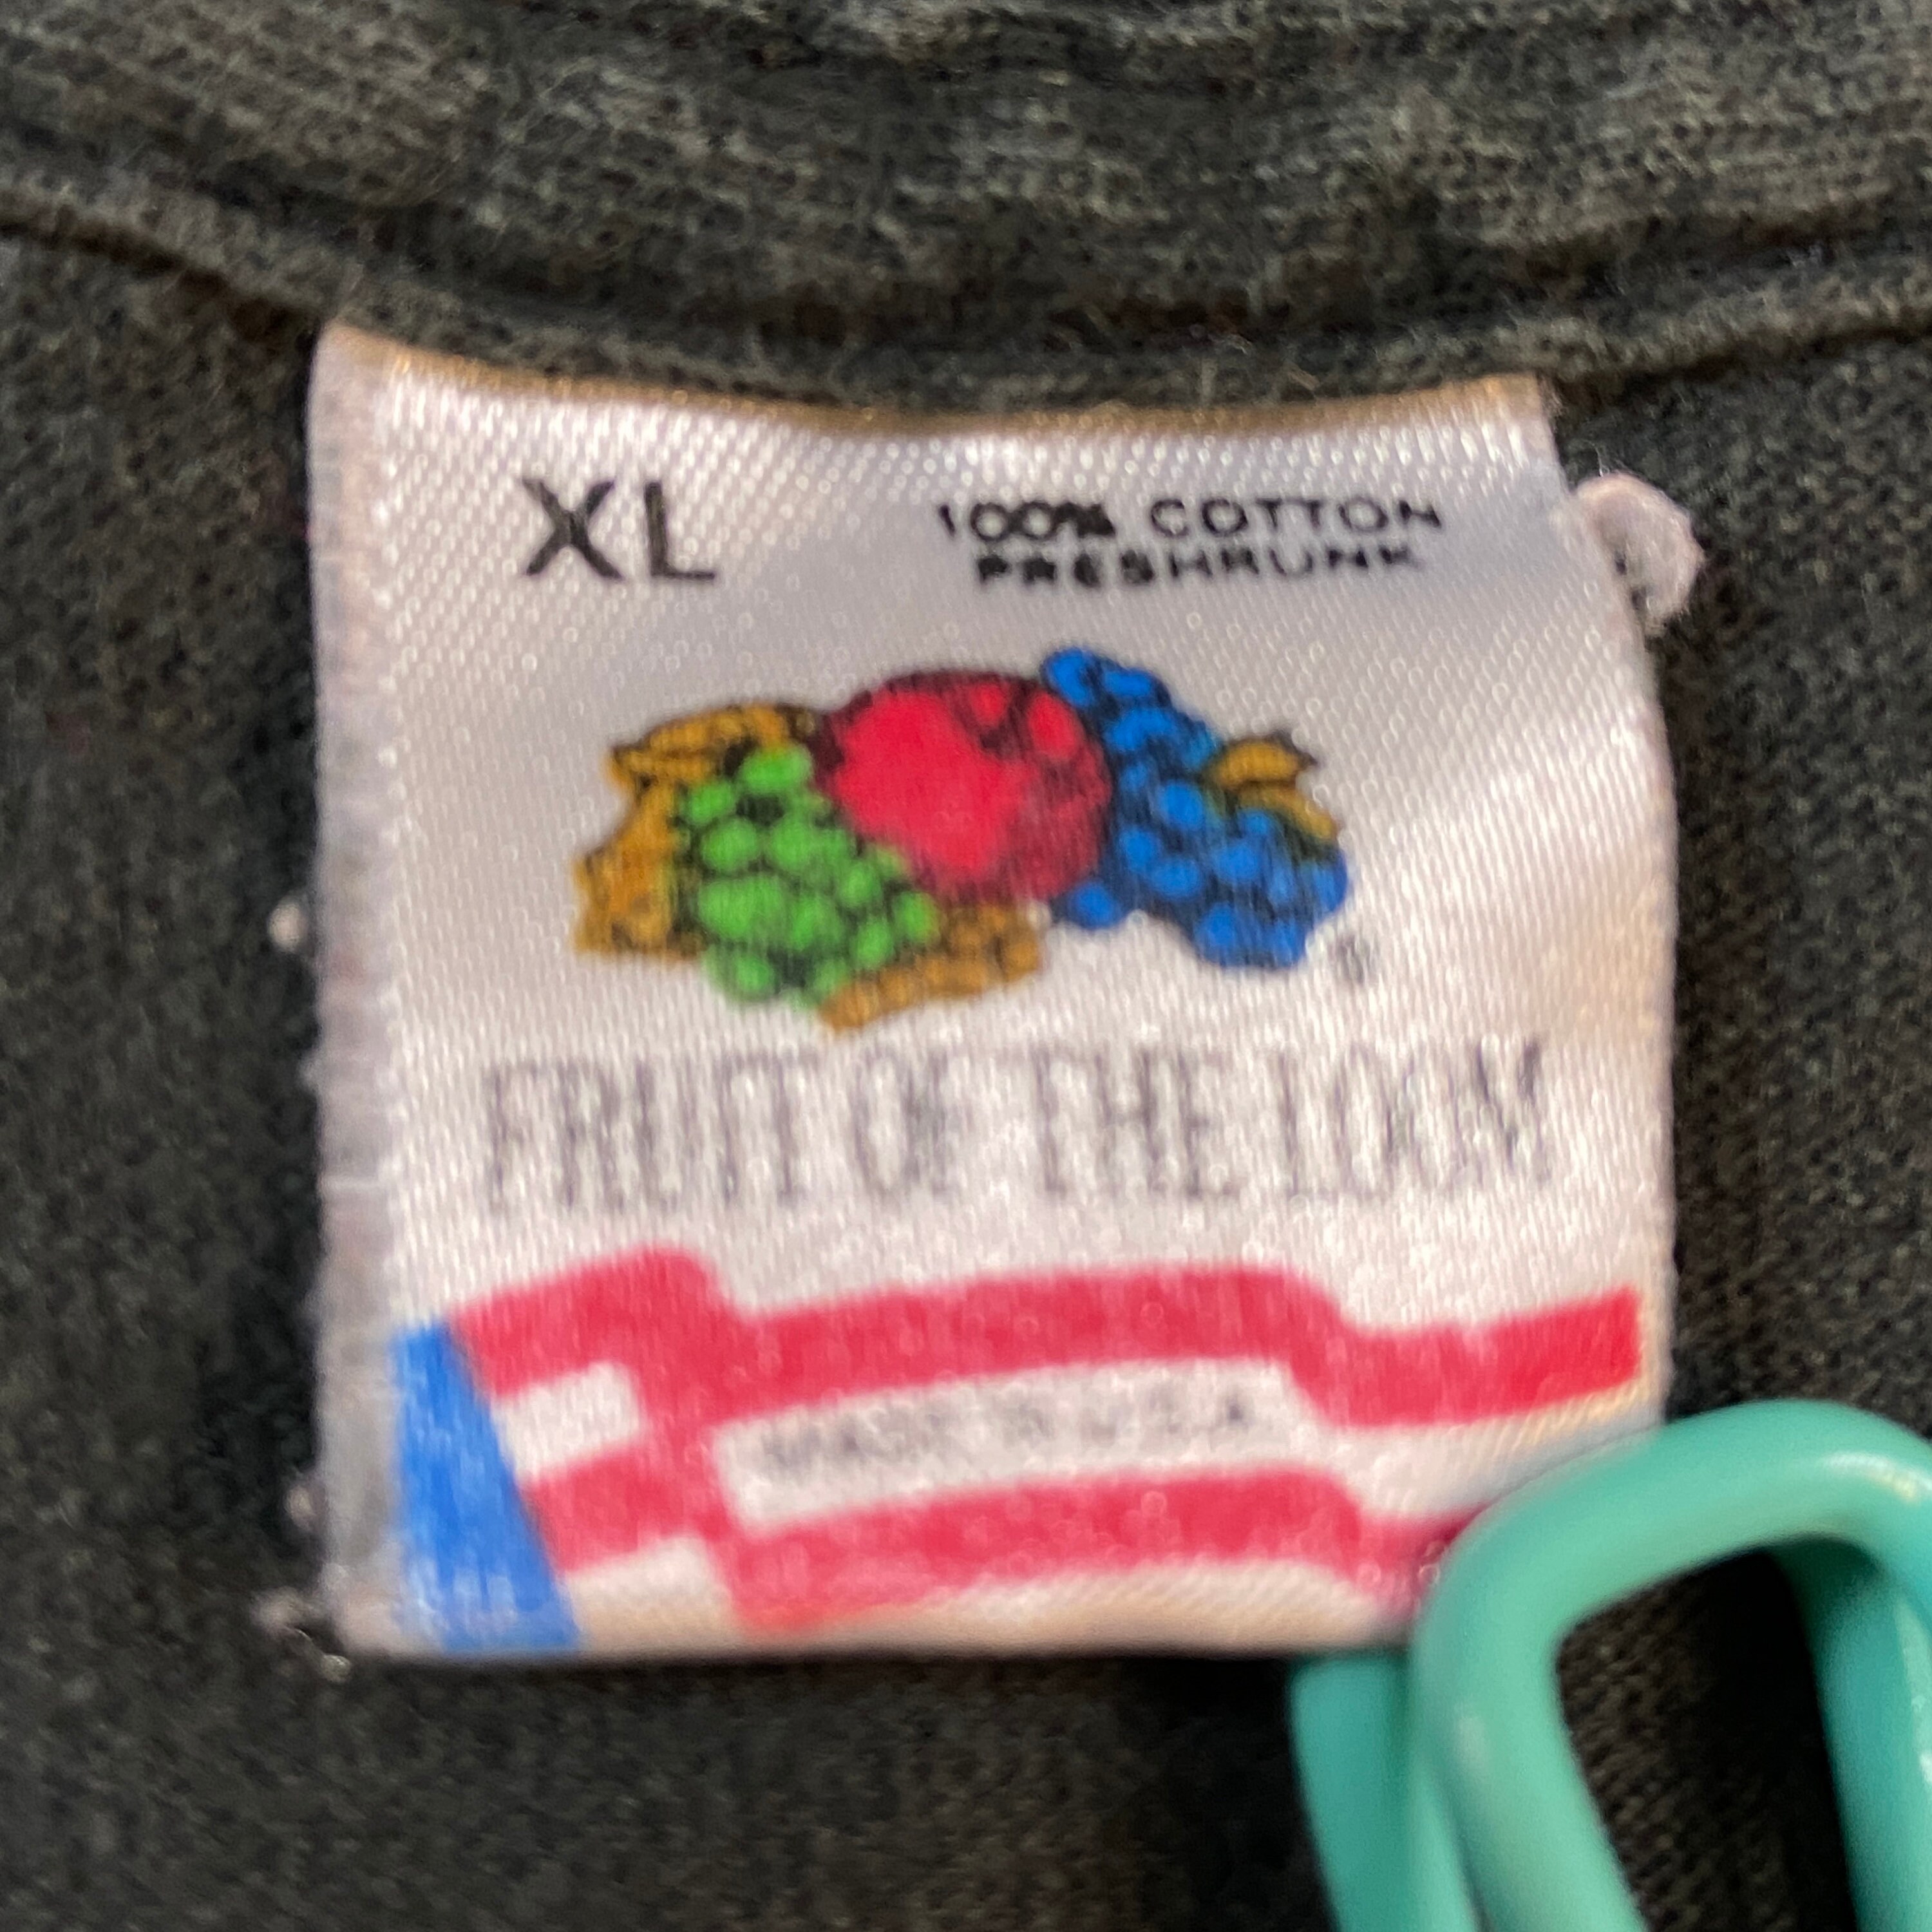 XL
100% COTTON
PRESHRUNK
®
FRUIT OF THE LOOM
MADE IN U.S.A.